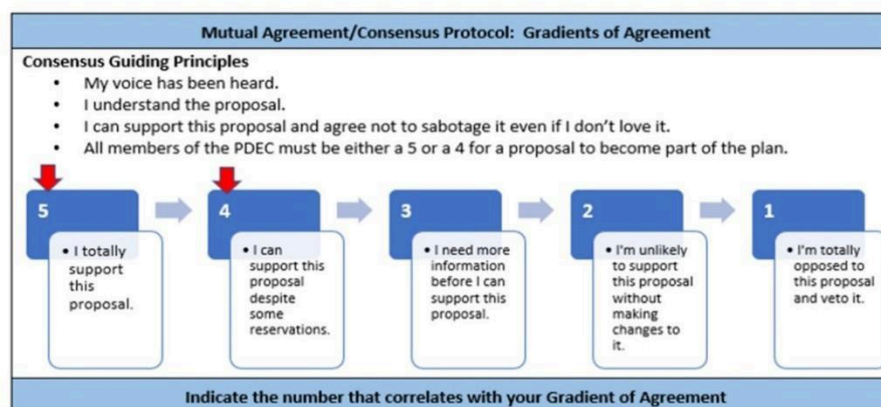 Mutual Agreement/Consensus Protocol: Gradients of Agreement
Consensus Guiding Principles
• My voice has been heard.
• I understand the proposal.
• I can support this proposal and agree not to sabotage it even if I don't love it.
• All members of the PDEC must be either a 5 or a 4 for a proposal to become part of the plan.
5
• I totally
support
this
proposal.
4
• I can
support this
proposal
despite
some
reservations.
3
• I need more
information
before I can
support this
proposal.
2
• I'm unlikely
to support
this proposal
without
making
changes to
it.
1
• I'm totally
opposed to
this proposal
and veto it.
Indicate the number that correlates with your Gradient of Agreement